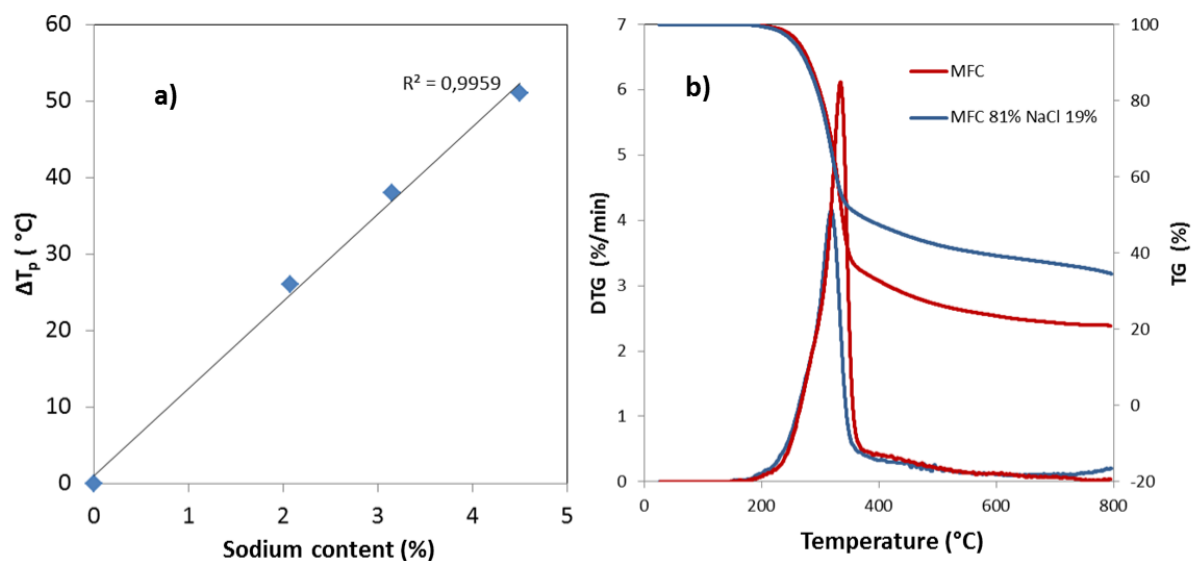 a)
R² = 0,9959
60
50
40
30
20
10
0
ΔTₚ ( °C)
0 1 2 3 4 5
Sodium content (%)
b)
MFC
MFC 81% NaCl 19%
7
6
5
4
3
2
1
0
DTG (%/min)
100
80
60
40
20
0
-20
TG (%)
0 200 400 600 800
Temperature (°C)